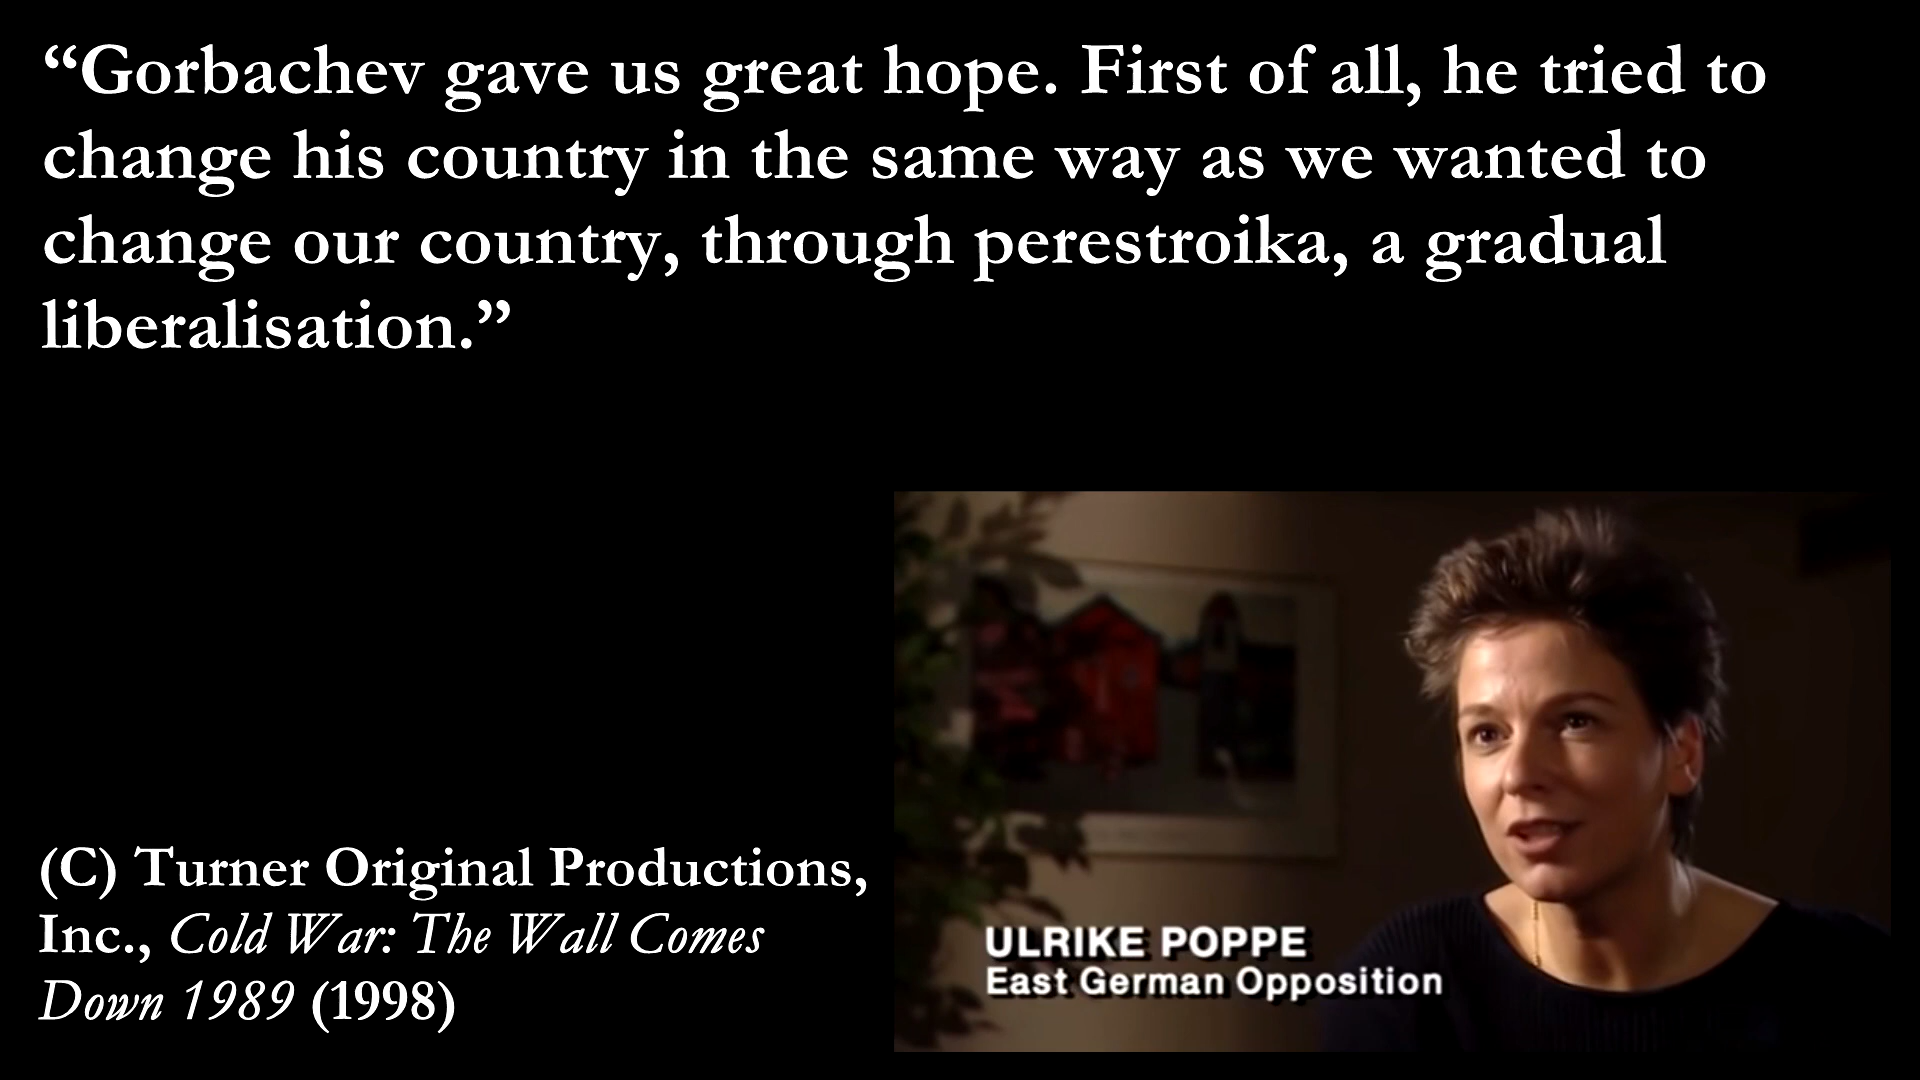 “Gorbachev gave us great hope. First of all, he tried to
change his country in the same way as we wanted to
change our country, through perestroika, a gradual
liberalisation.”
(C) Turner Original Productions,
Inc., Cold War: The Wall Comes
Down 1989 (1998)
ULRIKE POPPE
East German Opposition